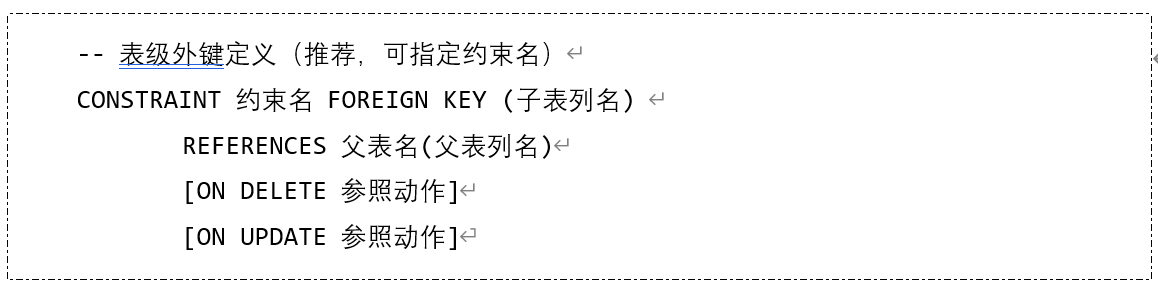 -- 表级外键定义（推荐，可指定约束名）
CONSTRAINT 约束名 FOREIGN KEY (子表列名)
REFERENCES 父表名(父表列名)
[ON DELETE 参照动作]
[ON UPDATE 参照动作]